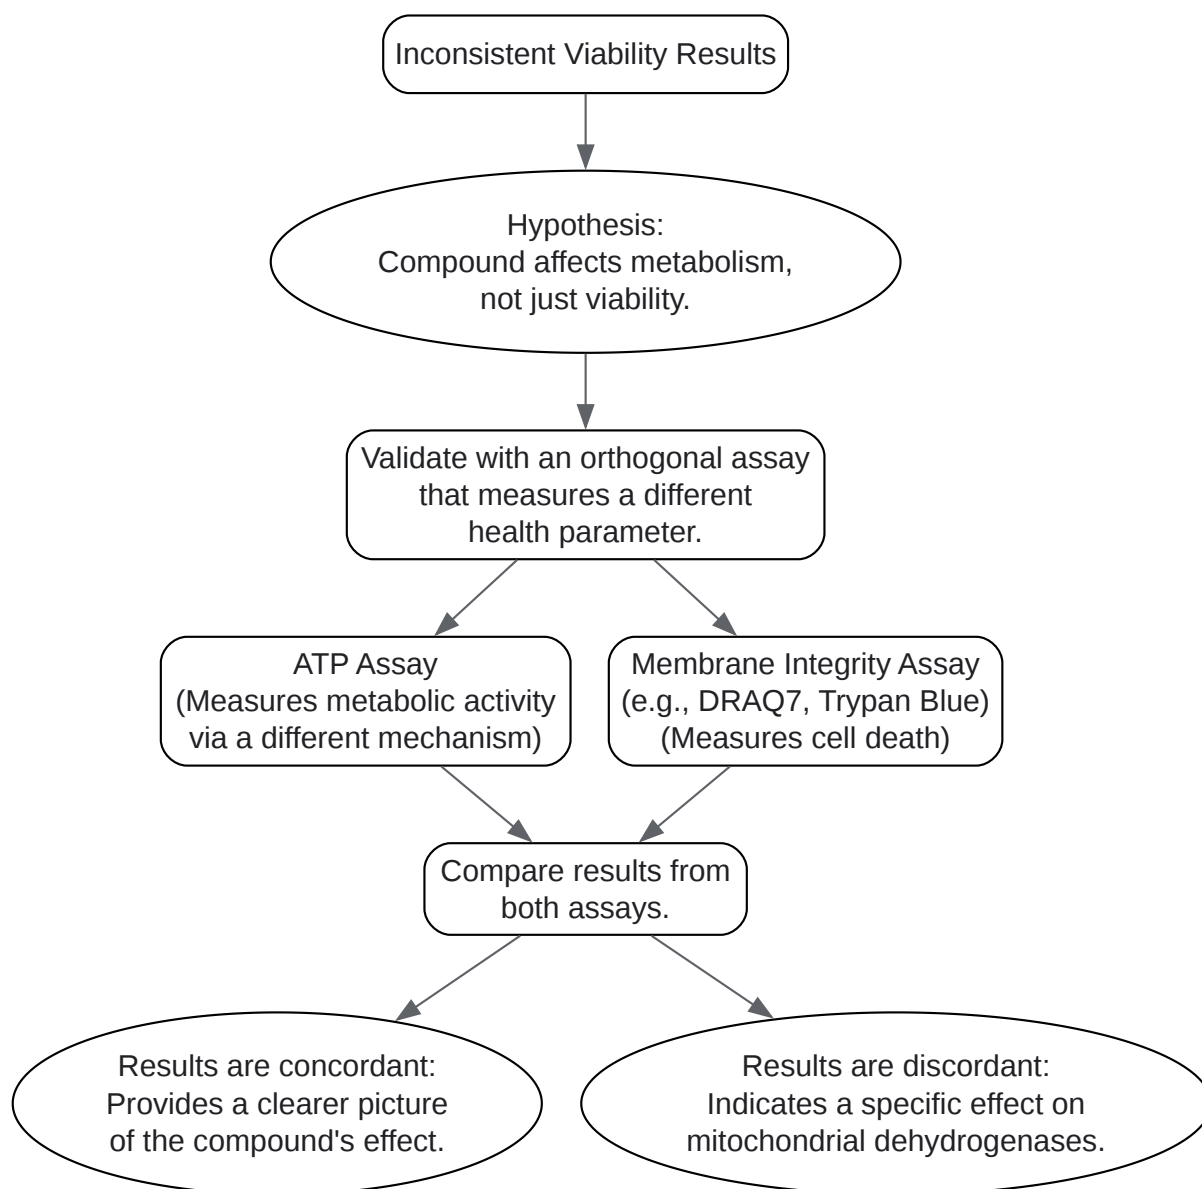 Inconsistent Viability Results
Hypothesis:
Compound affects metabolism,
not just viability.
Validate with an orthogonal assay
that measures a different
health parameter.
ATP Assay
(Measures metabolic activity
via a different mechanism)
Membrane Integrity Assay
(e.g., DRAQ7, Trypan Blue)
(Measures cell death)
Compare results from
both assays.
Results are concordant:
Provides a clearer picture
of the compound's effect.
Results are discordant:
Indicates a specific effect on
mitochondrial dehydrogenases.